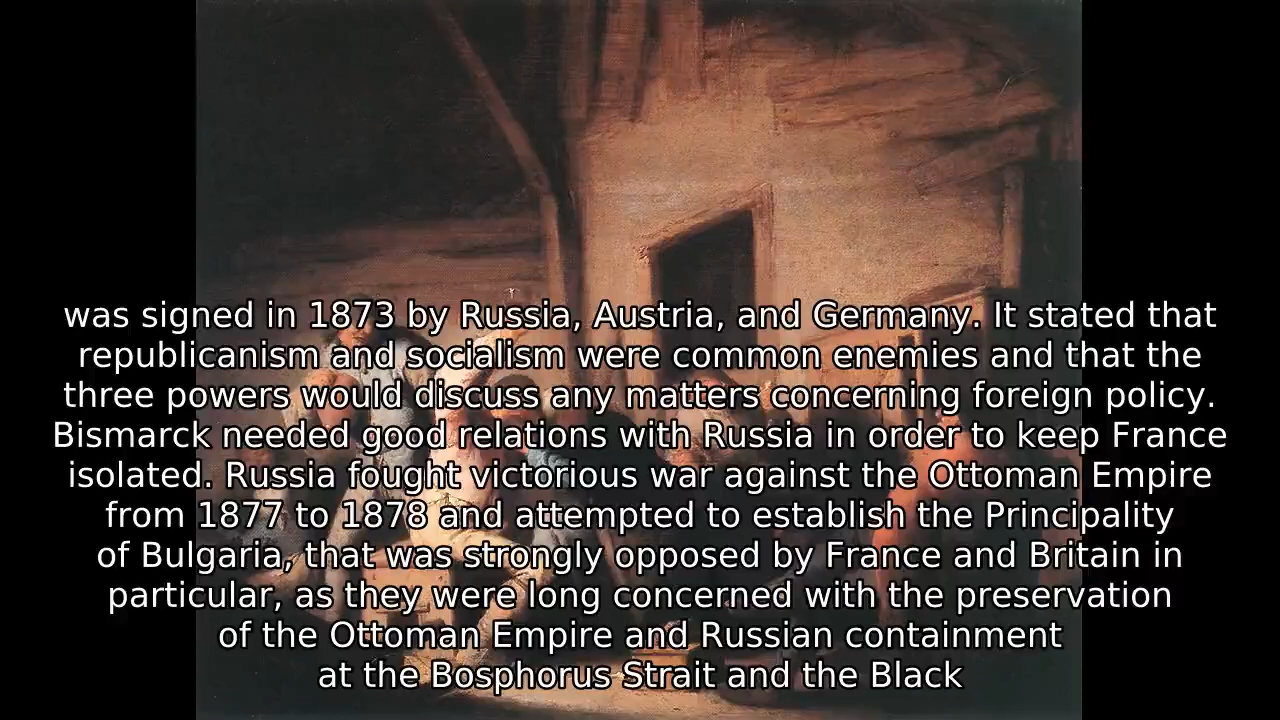 was signed in 1873 by Russia, Austria, and Germany. It stated that
republicanism and socialism were common enemies and that the
three powers would discuss any matters concerning foreign policy.
Bismarck needed good relations with Russia in order to keep France
isolated. Russia fought victorious war against the Ottoman Empire
from 1877 to 1878 and attempted to establish the Principality
of Bulgaria, that was strongly opposed by France and Britain in
particular, as they were long concerned with the preservation
of the Ottoman Empire and Russian containment
at the Bosphorus Strait and the Black